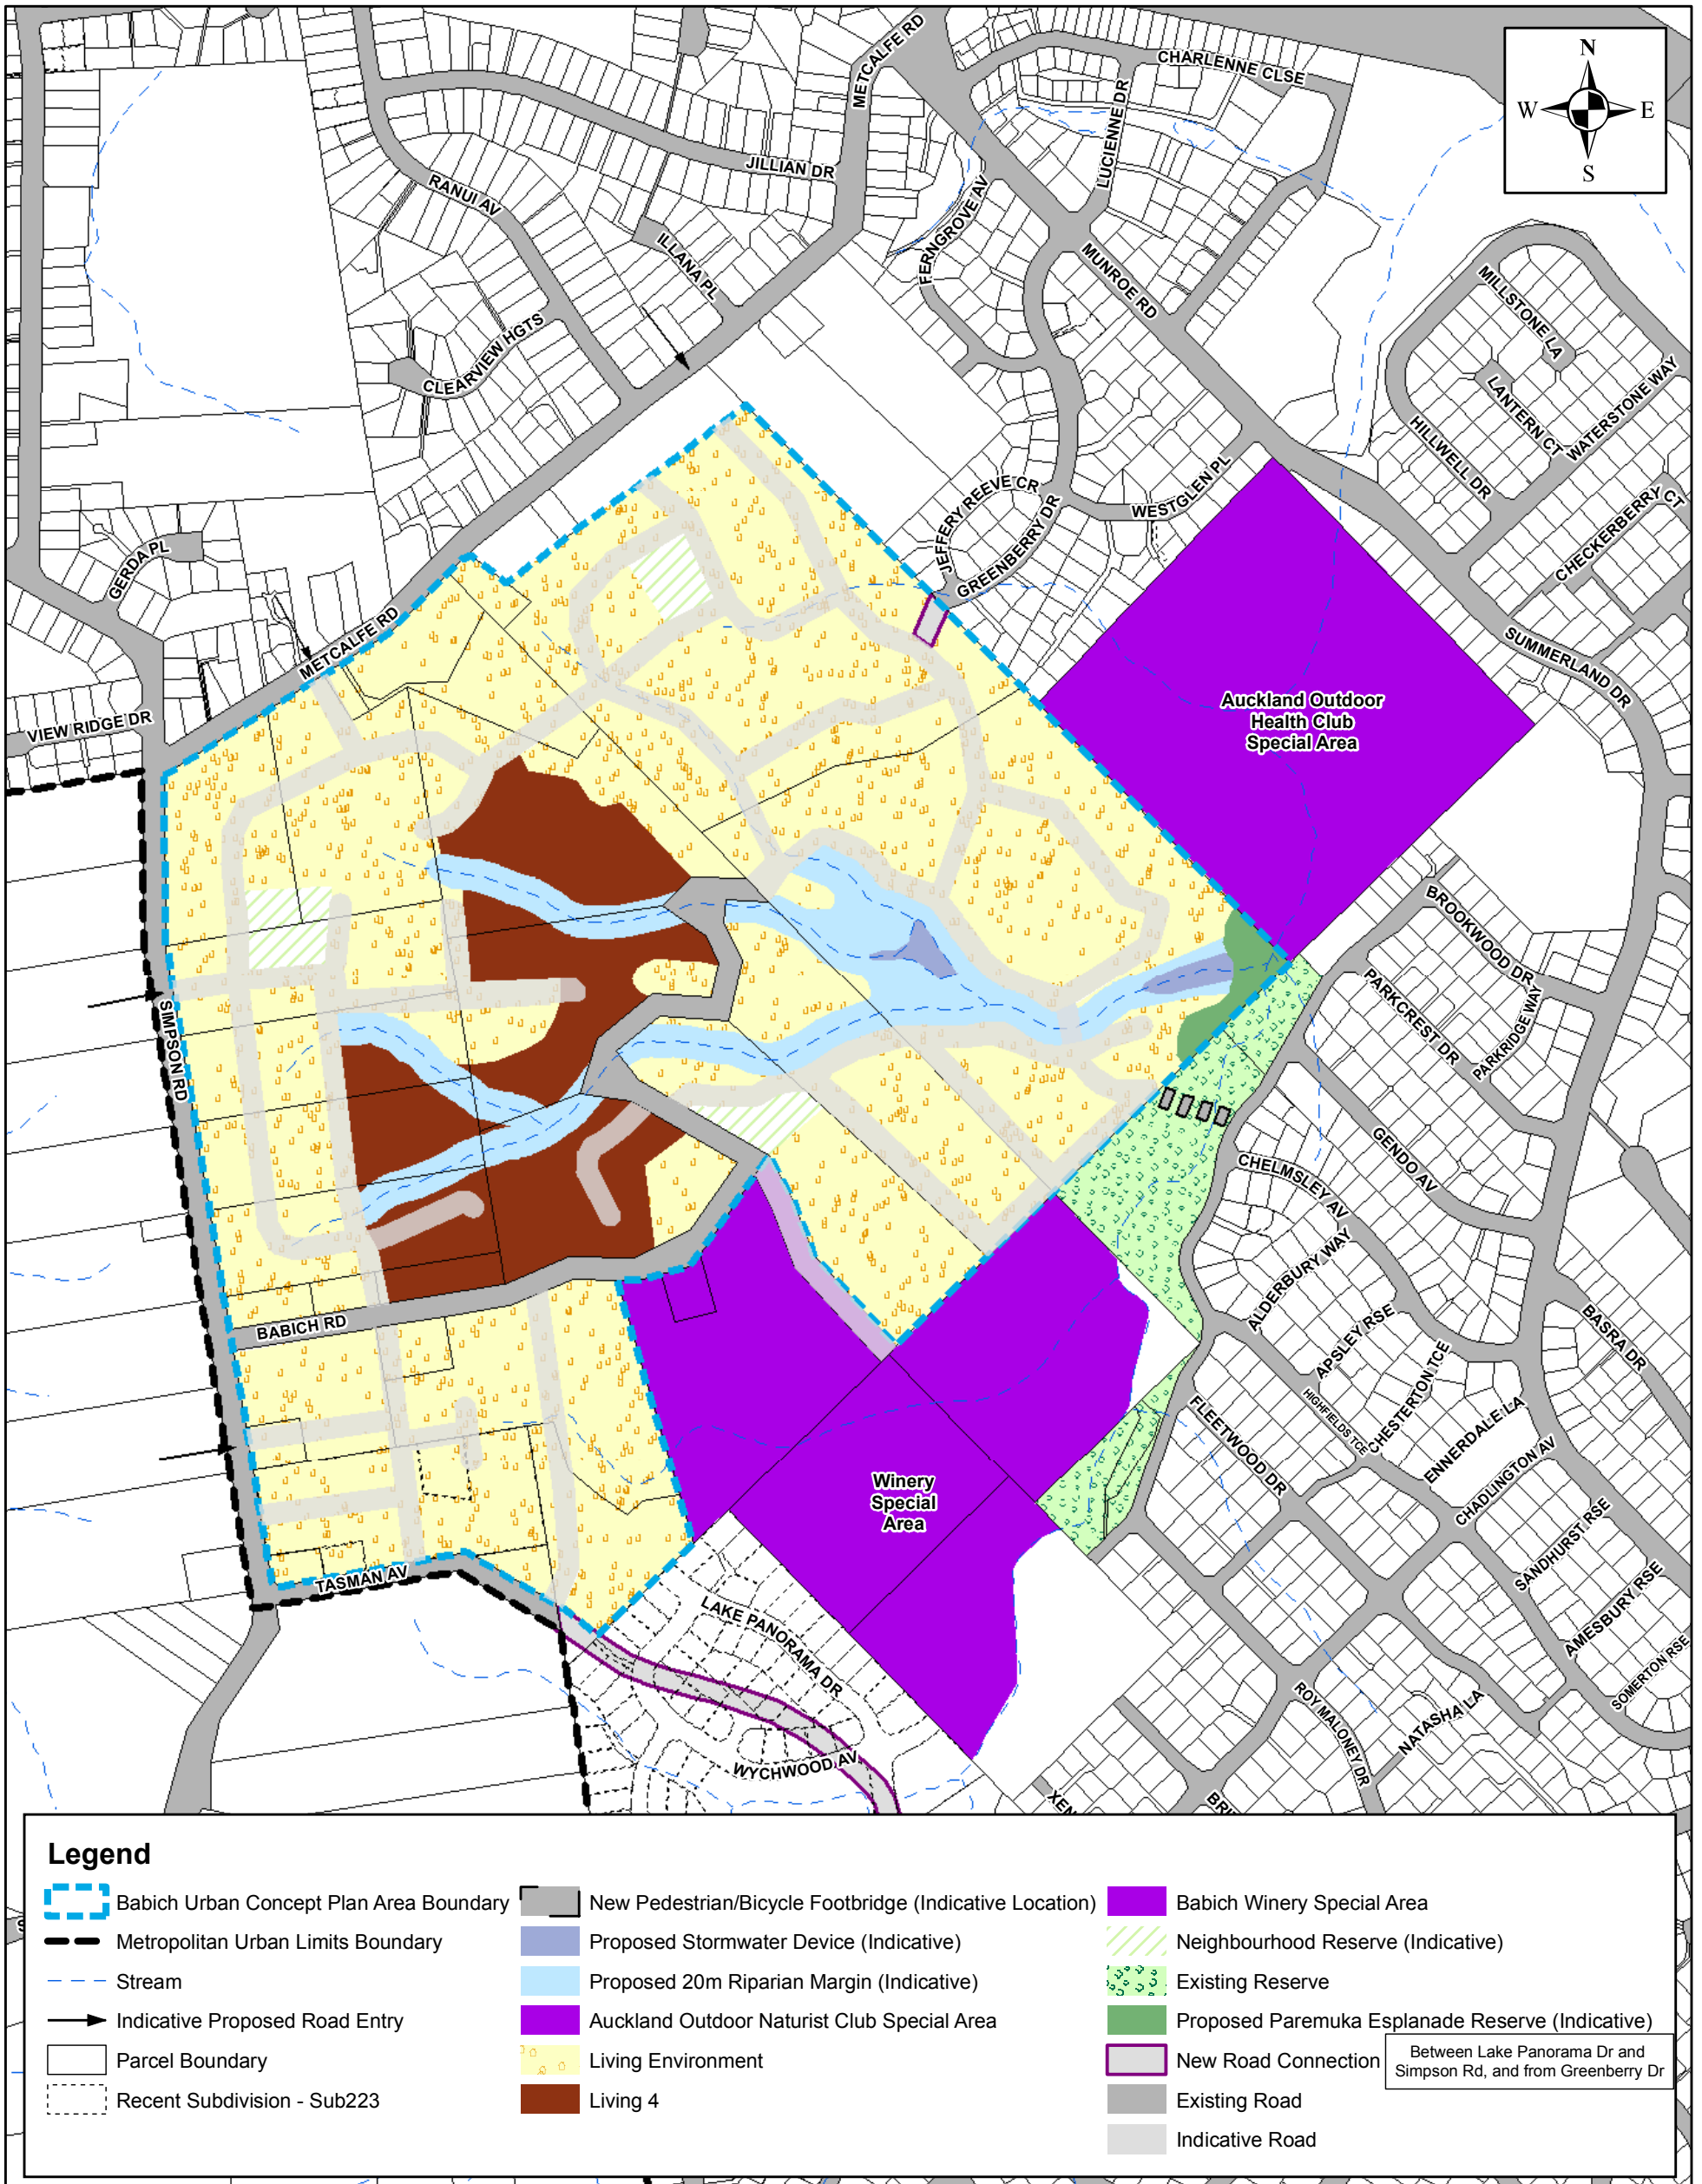 METCALFE RD
CHARLENNE CLSE
N
W
E
S
LUCIENNE DR
JILLIAN DR
RANUI AV
ILLANA PL
FERNGROVE AV
MUNROE RD
CLEARVIEW HGTS
MILLSTONE LA
LANTERN CT
WATERSTONE WAY
HILLWELL DR
JEFFERY REEVE CR
WESTGLEN PL
GREENBERRY DR
CHECKERBERRY CT
GERDA PL
METCALFE RD
SUMMERLAND DR
VIEW RIDGE DR
Auckland Outdoor
Health Club
Special Area
BROOKWOOD DR
PARKCREST DR
PARKRIDGE WAY
SIMPSON RD
GENDO AV
CHELMSLEY AV
ALDERBURY WAY
BABICH RD
APSLEY RSE
BASRA DR
HIGHFIELDS TCE
CHESTERTON TCE
FLEETWOOD DR
ENNERDALE LA
CHADLINGTON AV
Winery
Special
Area
SANDHURST RSE
TASMAN AV
LAKE PANORAMA DR
AMESBURY RSE
SOMERTON RSE
ROY MALONEY DR
NATASHA LA
WYCHWOOD AV
XEN
BRI
Legend
Babich Urban Concept Plan Area Boundary
Metropolitan Urban Limits Boundary
Stream
Indicative Proposed Road Entry
Parcel Boundary
Recent Subdivision - Sub223
New Pedestrian/Bicycle Footbridge (Indicative Location)
Proposed Stormwater Device (Indicative)
Proposed 20m Riparian Margin (Indicative)
Auckland Outdoor Naturist Club Special Area
Living Environment
Living 4
Babich Winery Special Area
Neighbourhood Reserve (Indicative)
Existing Reserve
Proposed Paremuka Esplanade Reserve (Indicative)
New Road Connection
Between Lake Panorama Dr and
Simpson Rd, and from Greenberry Dr
Existing Road
Indicative Road